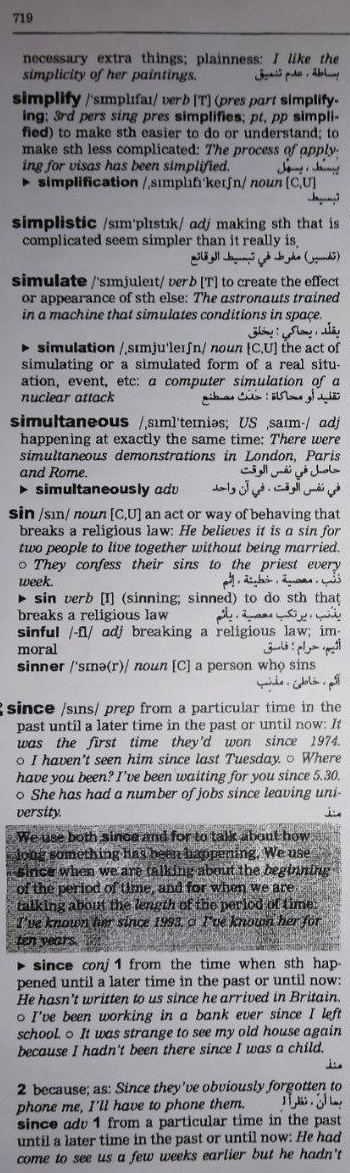 719
necessary extra things; plainness: I like the
simplicity of her paintings. بساطة، عدم تنميق
simplify /ˈsɪmplɪfaɪ/ verb [T] (pres part simplify-
ing; 3rd pers sing pres simplifies; pt, pp simpli-
fied) to make sth easier to do or understand; to
make sth less complicated: The process of apply-
ing for visas has been simplified. يبسط، يسهل
▶ simplification /ˌsɪmplɪfɪˈkeɪʃn/ noun [C,U]
تبسيط
simplistic /sɪmˈplɪstɪk/ adj making sth that is
complicated seem simpler than it really is
(تفسير) مفرط في تبسيط الوقائع
simulate /ˈsɪmjuleɪt/ verb [T] to create the effect
or appearance of sth else: The astronauts trained
in a machine that simulates conditions in space.
يقلد، يحاكي؛ يخلق
▶ simulation /ˌsɪmjuˈleɪʃn/ noun [C,U] the act of
simulating or a simulated form of a real situ-
ation, event, etc: a computer simulation of a
nuclear attack تقليد أو محاكاة؛ حدث مصطنع
simultaneous /ˌsɪmlˈteɪniəs; US ˌsaɪm-/ adj
happening at exactly the same time: There were
simultaneous demonstrations in London, Paris
and Rome. حاصل في نفس الوقت
▶ simultaneously adv في نفس الوقت، في آن واحد
sin /sɪn/ noun [C,U] an act or way of behaving that
breaks a religious law: He believes it is a sin for
two people to live together without being married.
○ They confess their sins to the priest every
week. ذنب، معصية، خطيئة، إثم
▶ sin verb [I] (sinning; sinned) to do sth that
breaks a religious law يذنب، يرتكب معصية، يأثم
sinful /-fl/ adj breaking a religious law; im-
moral أثيم، حرام؛ فاسق
sinner /ˈsɪnə(r)/ noun [C] a person who sins
آثم، خاطئ، مذنب
since /sɪns/ prep from a particular time in the
past until a later time in the past or until now: It
was the first time they'd won since 1974.
○ I haven't seen him since last Tuesday. ○ Where
have you been? I've been waiting for you since 5.30.
○ She has had a number of jobs since leaving uni-
versity. منذ
We use both since and for to talk about how
long something has been happening. We use
since when we are talking about the beginning
of the period of time, and for when we are
talking about the length of the period of time:
I've known her since 1993. ○ I've known her for
ten years.
▶ since conj 1 from the time when sth hap-
pened until a later time in the past or until now:
He hasn't written to us since he arrived in Britain.
○ I've been working in a bank ever since I left
school. ○ It was strange to see my old house again
because I hadn't been there since I was a child.
منذ
2 because; as: Since they've obviously forgotten to
phone me, I'll have to phone them. بما أن، نظراً لـ
since adv 1 from a particular time in the past
until a later time in the past or until now: He had
come to see us a few weeks earlier but he hadn't